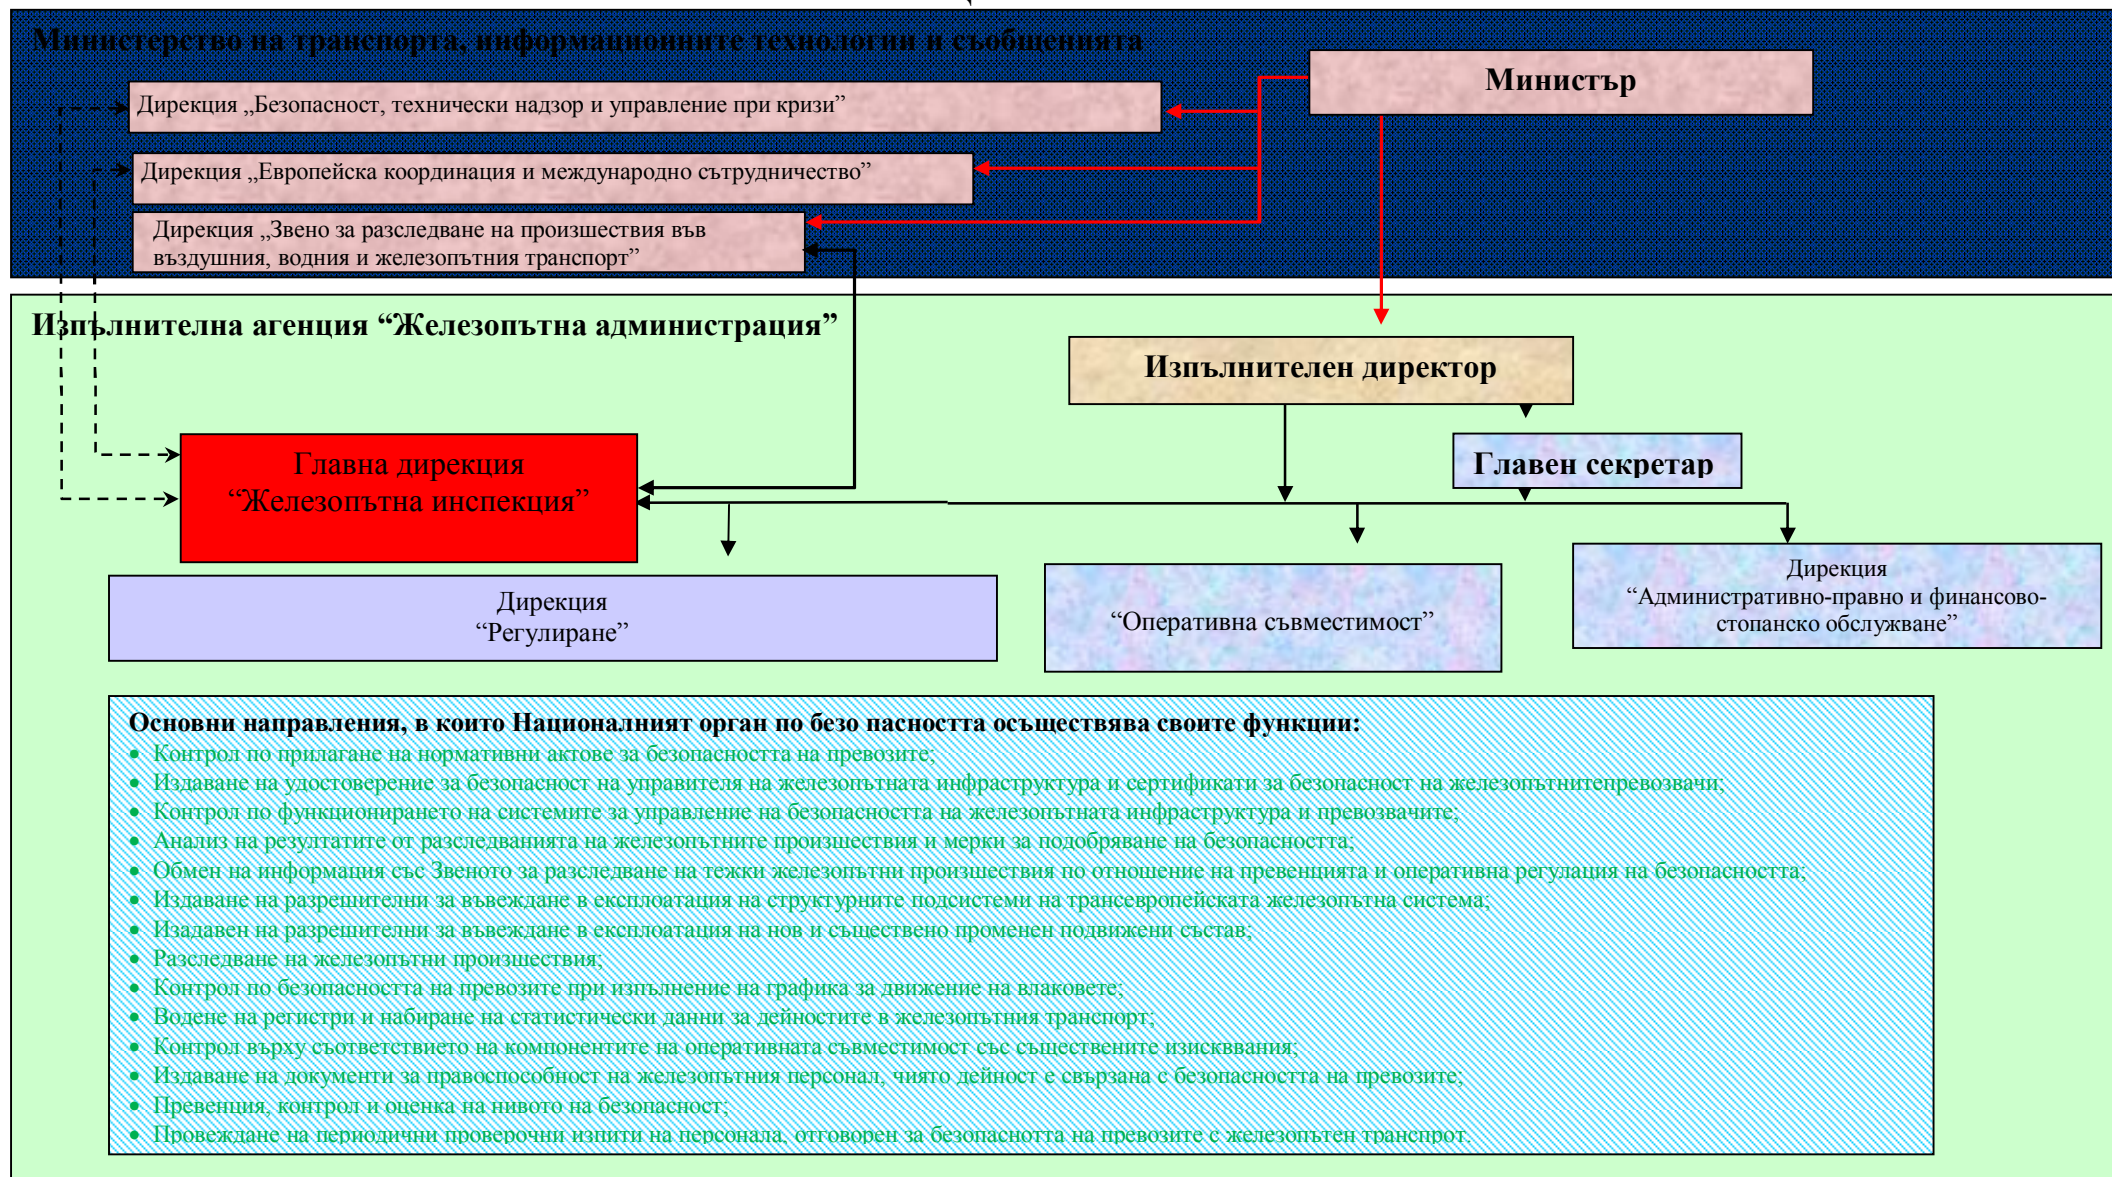 Министерство на транспорта, информационните технологии и съобщенията
Министър
Дирекция „Безопасност, технически надзор и управление при кризи”
Дирекция „Европейска координация и международно сътрудничество”
Дирекция „Звено за разследване на произшествия във
въздушния, водния и железопътния транспорт”
Изпълнителна агенция “Железопътна администрация”
Изпълнителен директор
Главен секретар
Главна дирекция
“Железопътна инспекция”
Дирекция
“Регулиране”
“Оперативна съвместимост”
Дирекция
“Административно-правно и финансово-
стопанско обслужване”
Основни направления, в които Националният орган по безо пасността осъществява своите функции:
• Контрол по прилагане на нормативни актове за безопасността на превозите;
• Издаване на удостоверение за безопасност на управителя на железопътната инфраструктура и сертификати за безопасност на железопътнитепревозвачи;
• Контрол по функционирането на системите за управление на безопасността на железопътната инфраструктура и превозвачите;
• Анализ на резултатите от разследванията на железопътните произшествия и мерки за подобряване на безопасността;
• Обмен на информация със Звеното за разследване на тежки железопътни произшествия по отношение на превенцията и оперативна регулация на безопасността;
• Издаване на разрешителни за въвеждане в експлоатация на структурните подсистеми на трансевропейската железопътна система;
• Изадавен на разрешителни за въвеждане в експлоатация на нов и съществено променен подвижени състав;
• Разследване на железопътни произшествия;
• Контрол по безопасността на превозите при изпълнение на графика за движение на влаковете;
• Водене на регистри и набиране на статистически данни за дейностите в железопътния транспорт;
• Контрол върху съответствието на компонентите на оперативната съвместимост със съществените изисквания;
• Издаване на документи за правоспособност на железопътния персонал, чиято дейност е свързана с безопасността на превозите;
• Превенция, контрол и оценка на нивото на безопасност;
• Провеждане на периодични проверочни изпити на персонала, отговорен за безопасността на превозите с железопътен транспрот.